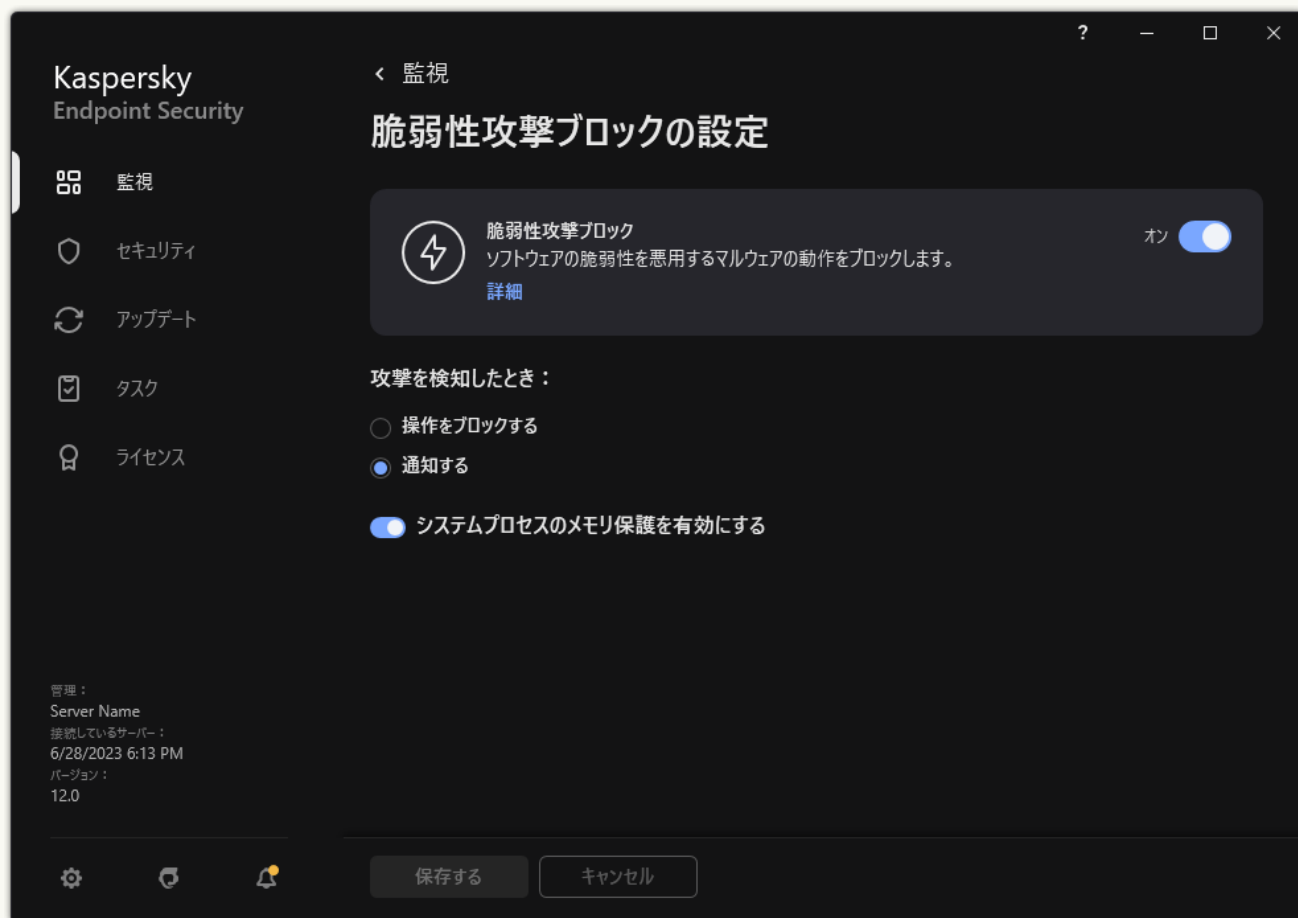 ?
Kaspersky
Endpoint Security
監視
セキュリティ
アップデート
タスク
ライセンス
管理：
Server Name
接続しているサーバー：
6/28/2023 6:13 PM
バージョン：
12.0
監視
脆弱性攻撃ブロックの設定
脆弱性攻撃ブロック
オン
ソフトウェアの脆弱性を悪用するマルウェアの動作をブロックします。
詳細
攻撃を検知したとき：
操作をブロックする
通知する
システムプロセスのメモリ保護を有効にする
保存する
キャンセル